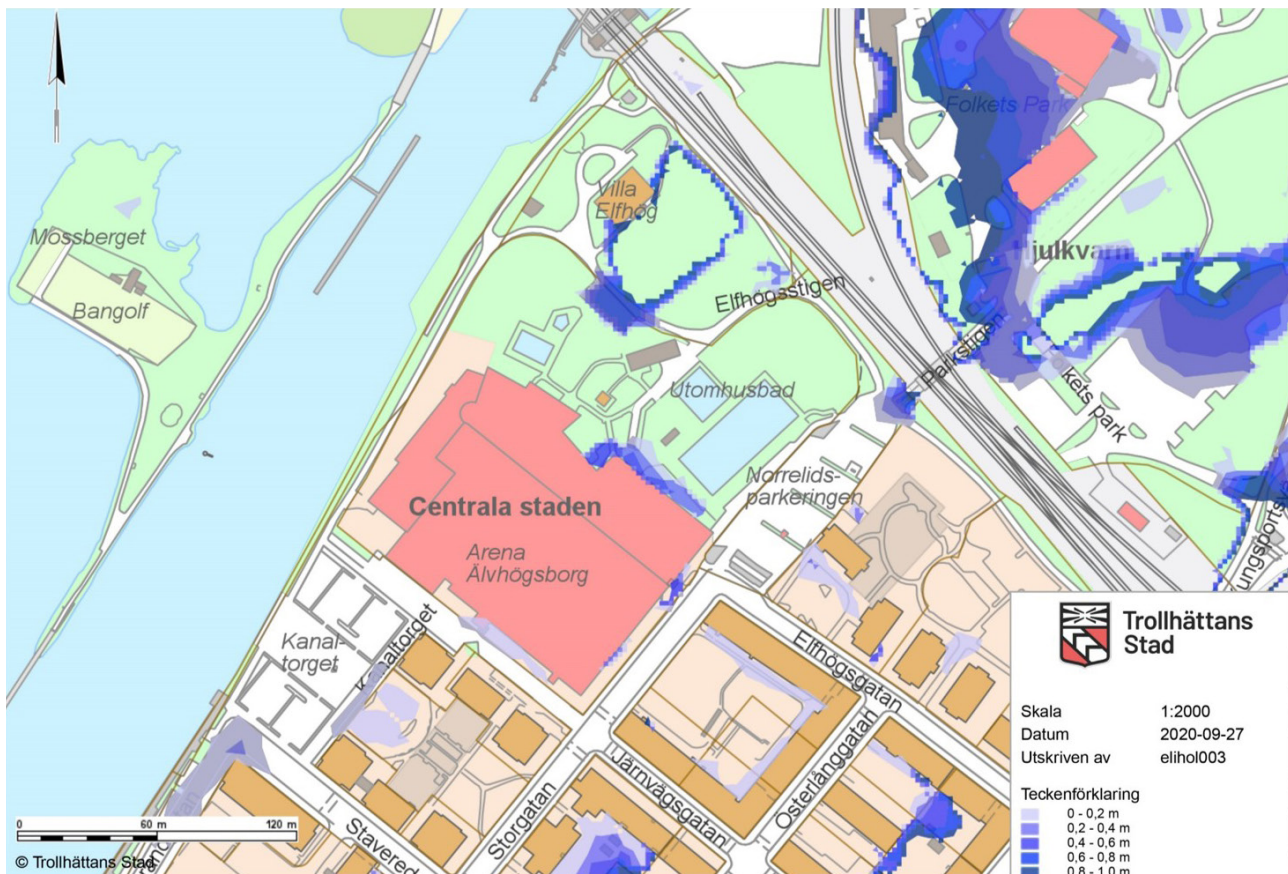 Folkets Park
Villa
Elfhög
Mossberget
Hjulkvarn
Bangolf
Elfhögsstigen
Parkstigen
Folkets park
Utomhusbad
Norrelids-
parkeringen
Centrala staden
Arena
Älvhögsborg
ungsports
Kanal-
torget
Kanaltorget
Elfhögsgatan
Österlånggatan
Järnvägsgatan
Storgatan
Stavered
0
60 m
120 m
© Trollhättans Stad
Trollhättans
Stad
Skala 1:2000
Datum 2020-09-27
Utskriven av elihol003
Teckenförklaring
0 - 0,2 m
0,2 - 0,4 m
0,4 - 0,6 m
0,6 - 0,8 m
0,8 - 1,0 m